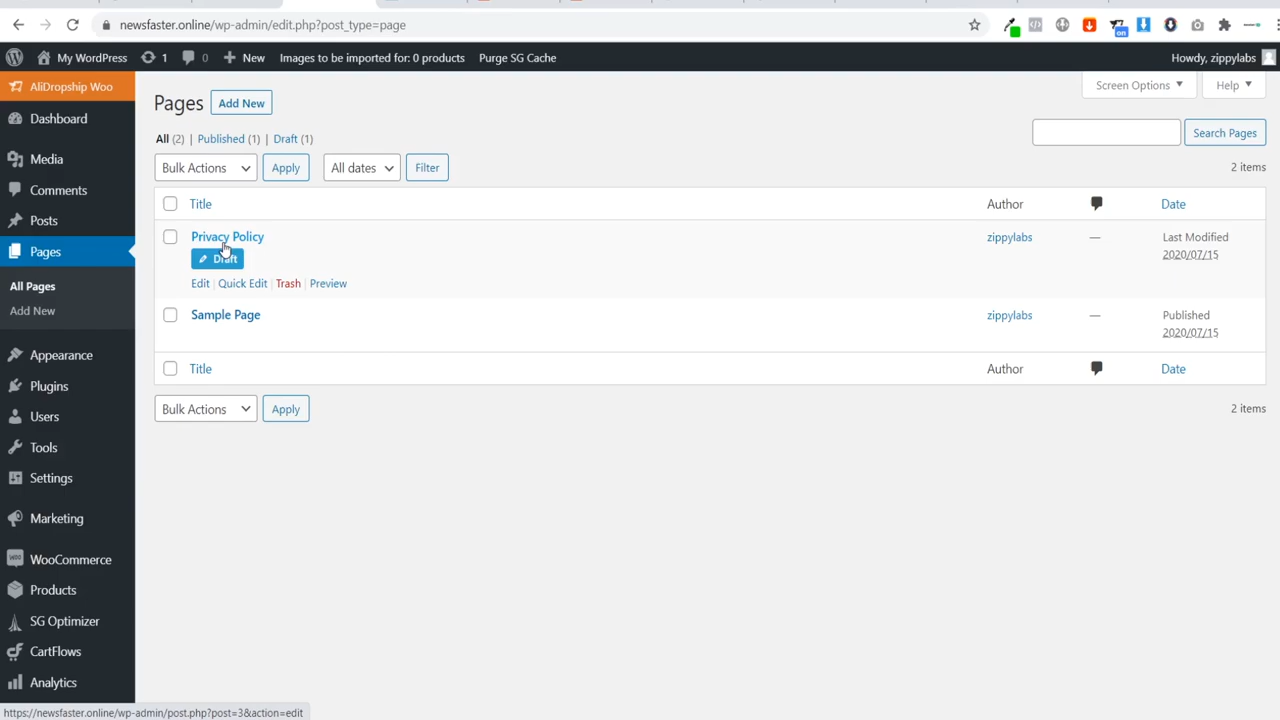 newsfaster.online/wp-admin/edit.php?post_type=page
on
My WordPress 1 0 New Images to be imported for: 0 products Purge SG Cache Howdy, zippylabs
AliDropship Woo
Dashboard
Media
Comments
Posts
Pages
All Pages
Add New
Appearance
Plugins
Users
Tools
Settings
Marketing
WooCommerce
Products
SG Optimizer
CartFlows
Analytics
Screen Options Help
Pages Add New
All (2) | Published (1) | Draft (1)
Search Pages
Bulk Actions Apply All dates Filter 2 items
Title Author Date
Privacy Policy zippylabs — Last Modified
Draft 2020/07/15
Edit | Quick Edit | Trash | Preview
Sample Page zippylabs — Published
2020/07/15
Title Author Date
Bulk Actions Apply 2 items
https://newsfaster.online/wp-admin/post.php?post=3&action=edit